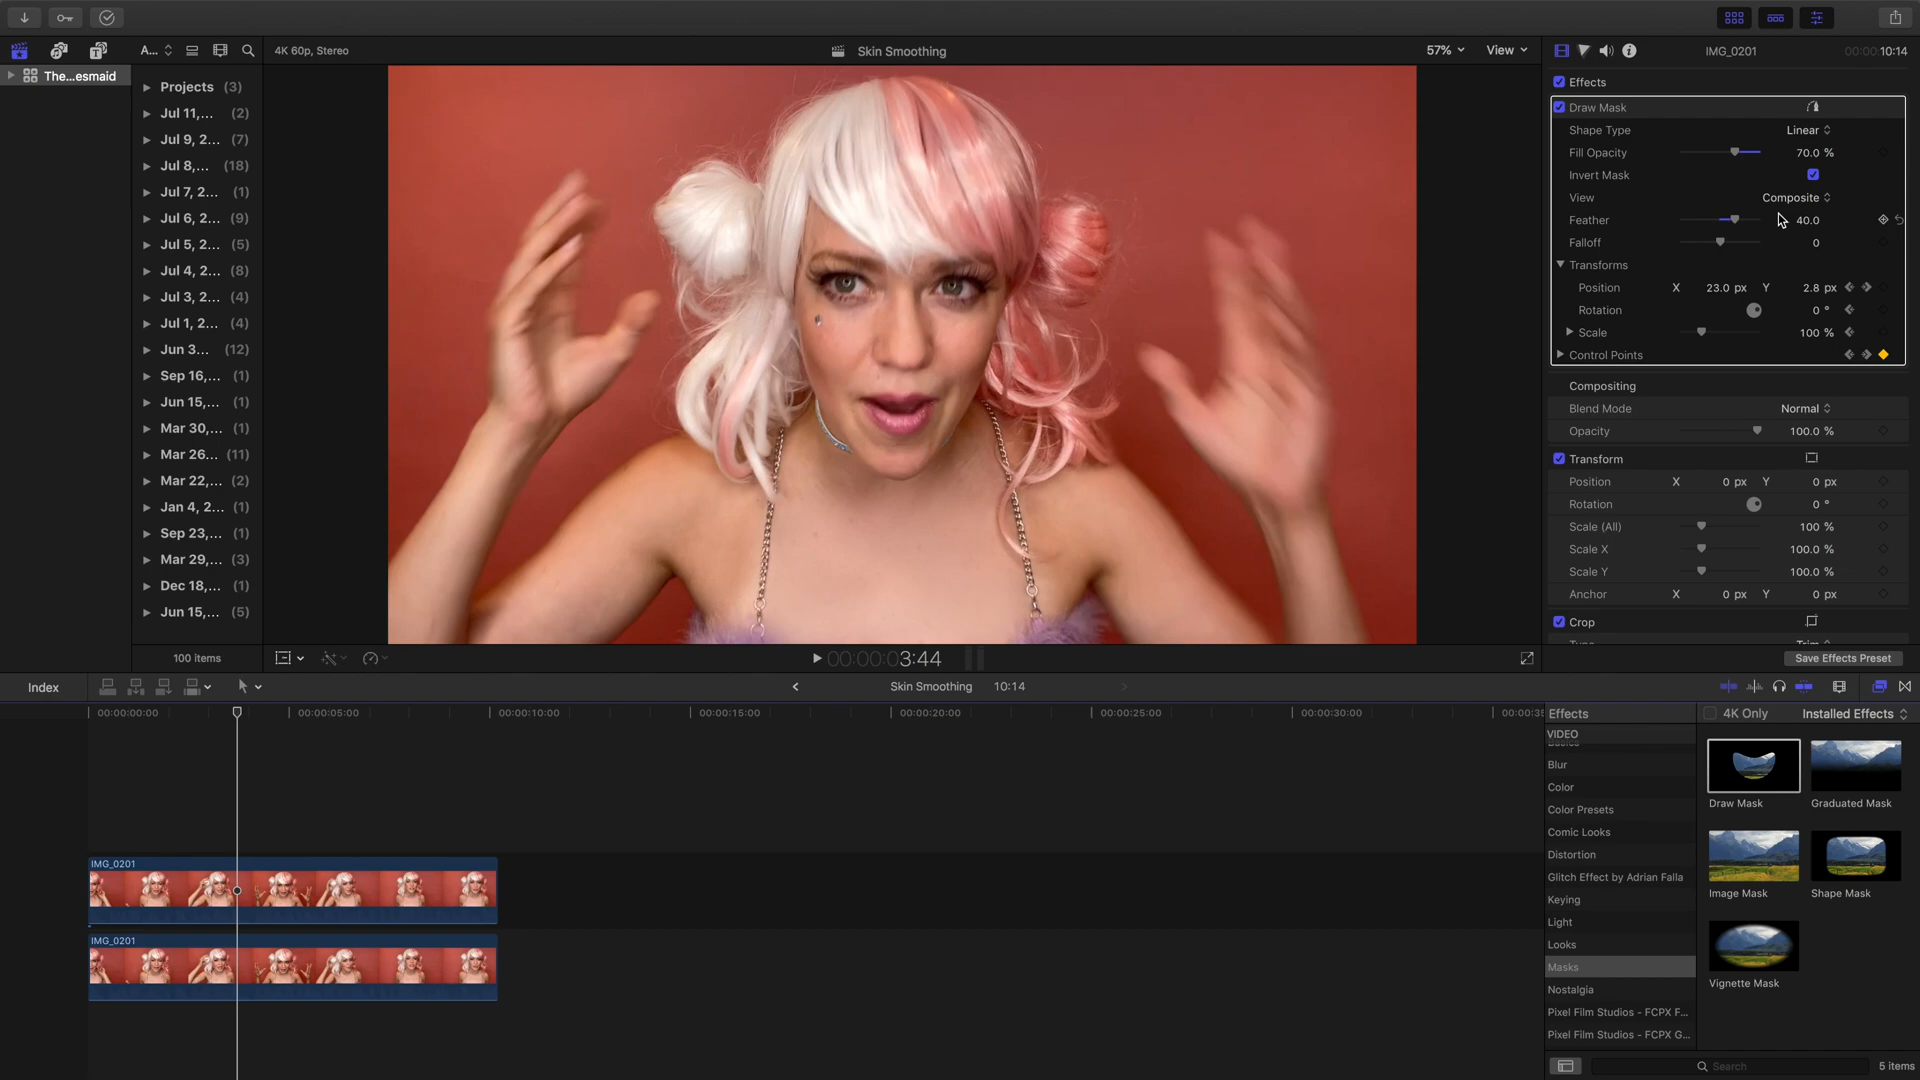 A...
4K 60p, Stereo
Skin Smoothing
57%
View
IMG_0201
00:00:00:10:14
The...esmaid
Projects (3)
Jul 11,... (2)
Jul 9, 2... (7)
Jul 8,... (18)
Jul 7, 2... (1)
Jul 6, 2... (9)
Jul 5, 2... (5)
Jul 4, 2... (8)
Jul 3, 2... (4)
Jul 1, 2... (4)
Jun 3... (12)
Sep 16,... (1)
Jun 15,... (1)
Mar 30,... (1)
Mar 26... (11)
Mar 22,... (2)
Jan 4, 2... (1)
Sep 23,... (1)
Mar 29,... (3)
Dec 18,... (1)
Jun 15,... (5)
100 items
Effects
Draw Mask
Shape Type Linear
Fill Opacity 70.0 %
Invert Mask
View Composite
Feather 40.0
Falloff 0
Transforms
Position X 23.0 px Y 2.8 px
Rotation 0 °
Scale 100 %
Control Points
Compositing
Blend Mode Normal
Opacity 100.0 %
Transform
Position X 0 px Y 0 px
Rotation 0 °
Scale (All) 100 %
Scale X 100.0 %
Scale Y 100.0 %
Anchor X 0 px Y 0 px
Crop
Type Trim
Save Effects Preset
00:00:03:44
Index
Skin Smoothing 10:14
00:00:00:00 00:00:05:00 00:00:10:00 00:00:15:00 00:00:20:00 00:00:25:00 00:00:30:00
IMG_0201
IMG_0201
Effects
4K Only
Installed Effects
VIDEO
Basics
Blur
Color
Color Presets
Comic Looks
Distortion
Glitch Effect by Adrian Falla
Keying
Light
Looks
Masks
Nostalgia
Pixel Film Studios - FCPX F...
Pixel Film Studios - FCPX G...
Draw Mask
Graduated Mask
Image Mask
Shape Mask
Vignette Mask
Search
5 items